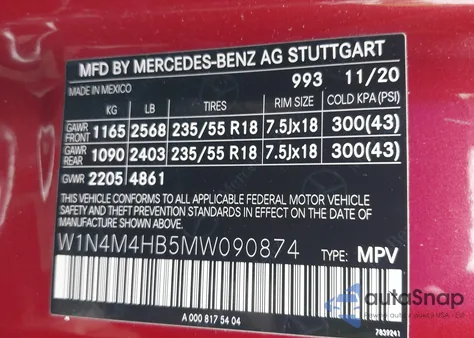 MFD BY MERCEDES-BENZ AG STUTTGART
993 11/20
MADE IN MEXICO
KG LB TIRES RIM SIZE COLD KPA(PSI)
GAWR FRONT 1165 2568 235/55 R18 7.5Jx18 300(43)
GAWR REAR 1090 2403 235/55 R18 7.5Jx18 300(43)
GVWR 2205 4861
THIS VEHICLE CONFORMS TO ALL APPLICABLE FEDERAL MOTOR VEHICLE
SAFETY AND THEFT PREVENTION STANDARDS IN EFFECT ON THE DATE
OF MANUFACTURE SHOWN ABOVE.
W1N4M4HB5MW090874 TYPE: MPV
A 000 817 54 04
autoSnap
7839241